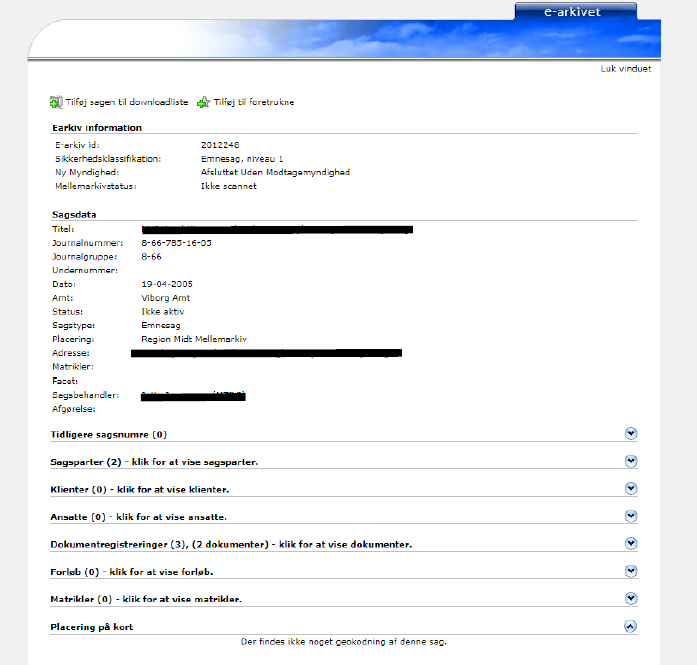 e-arkivet
Luk vinduet
Tilføj sagen til downloadliste Tilføj til foretrukne
Earkiv information
E-arkiv id: 2012248
Sikkerhedsklassifikation: Emnesag, niveau 1
Ny Myndighed: Afsluttet Uden Modtagemyndighed
Mellemarkivstatus: Ikke scannet
Sagsdata
Titel:
Journalnummer: 8-66-785-16-05
Journalgruppe: 8-66
Undernummer:
Dato: 19-04-2005
Amt: Viborg Amt
Status: Ikke aktiv
Sagstype: Emnesag
Placering: Region Midt Mellemarkiv
Adresse:
Matrikler:
Facet:
Sagsbehandler:
Afgørelse:
Tidligere sagsnumre (0)
Sagsparter (2) - klik for at vise sagsparter.
Klienter (0) - klik for at vise klienter.
Ansatte (0) - klik for at vise ansatte.
Dokumentregistreringer (3), (2 dokumenter) - klik for at vise dokumenter.
Forløb (0) - klik for at vise forløb.
Matrikler (0) - klik for at vise matrikler.
Placering på kort
Der findes ikke noget geokodning af denne sag.